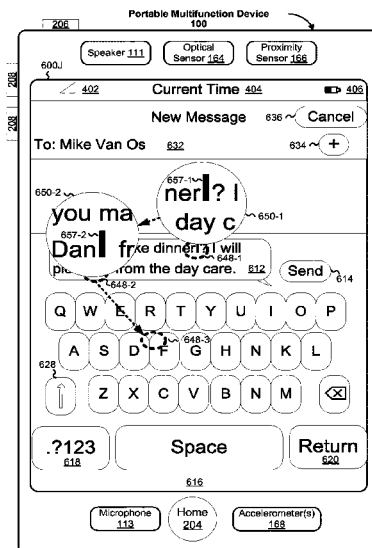 Portable Multifunction Device
100
206
208
208
Speaker 111
Optical Sensor 164
Proximity Sensor 166
600J
402 Current Time 404 406
New Message 636 Cancel
To: Mike Van Os 632 634 +
650-2 657-1 ner? I
day c 650-1
you ma
657-2
Dan fr ke dinner? I will
648-1
from the day care. 612
Send 614
648-2
Q W E R T Y U I O P
648-3
A S D F G H N K L
628
Z X C V B N M
.?123 618
Space 616
Return 620
Microphone 113
Home 204
Accelerometer(s) 168